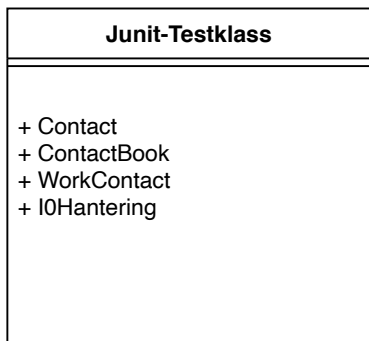 Junit-Testklass
+ Contact
+ ContactBook
+ WorkContact
+ I0Hantering